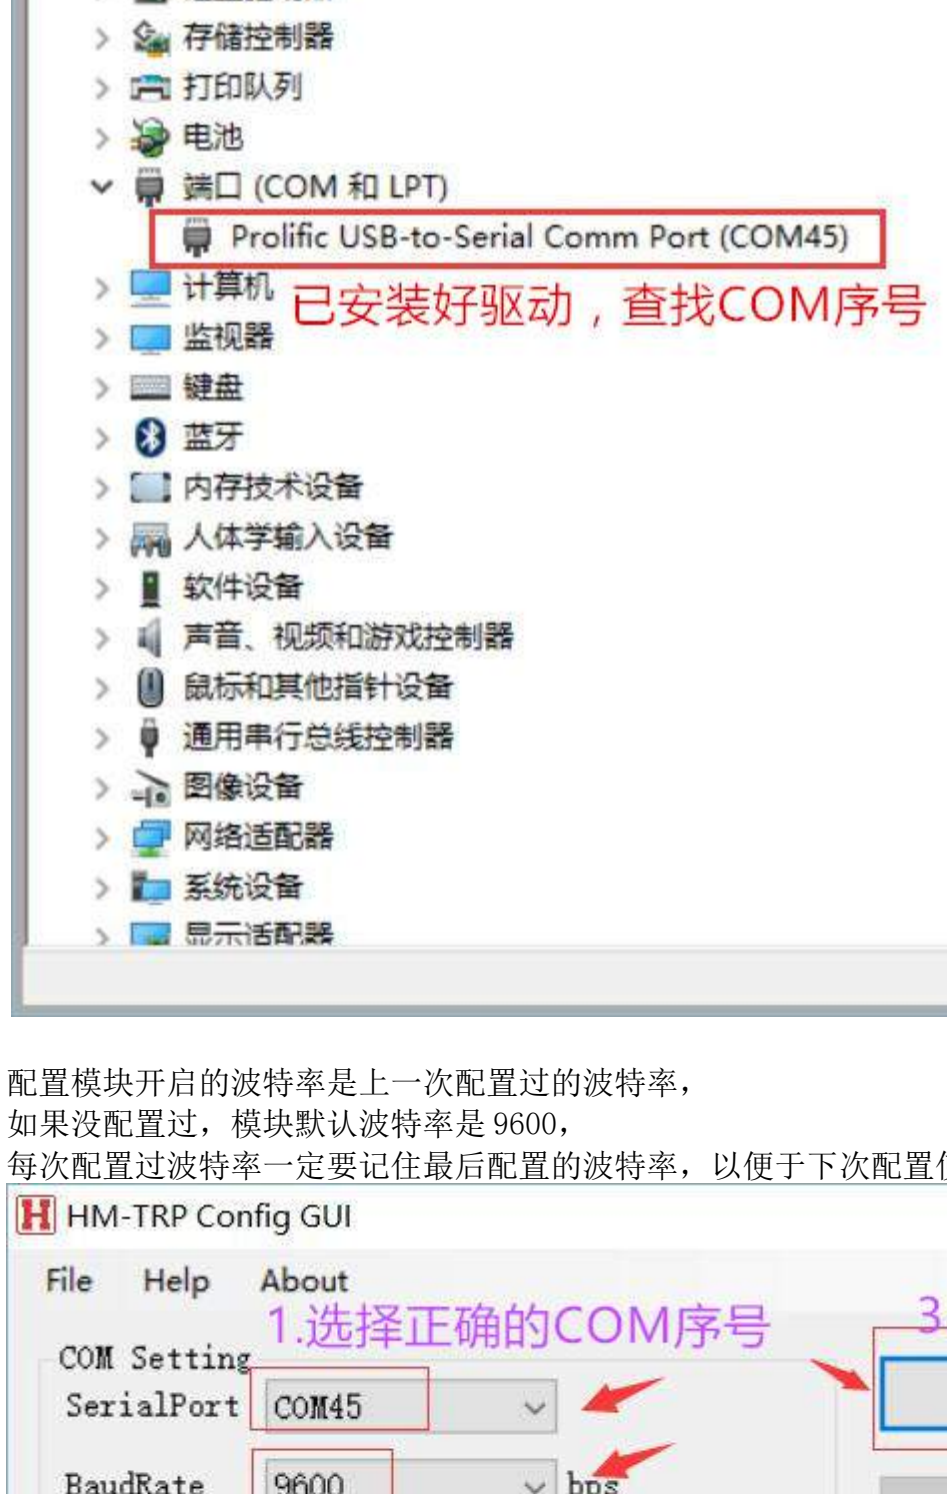 存储控制器
打印队列
电池
端口 (COM 和 LPT)
Prolific USB-to-Serial Comm Port (COM45)
计算机
已安装好驱动，查找COM序号
监视器
键盘
蓝牙
内存技术设备
人体学输入设备
软件设备
声音、视频和游戏控制器
鼠标和其他指针设备
通用串行总线控制器
图像设备
网络适配器
系统设备
显示适配器
配置模块开启的波特率是上一次配置过的波特率，
如果没配置过，模块默认波特率是 9600，
每次配置过波特率一定要记住最后配置的波特率，以便于下次配置
HM-TRP Config GUI
File Help About
1.选择正确的COM序号
3
COM Setting
SerialPort COM45
BaudRate 9600 bps